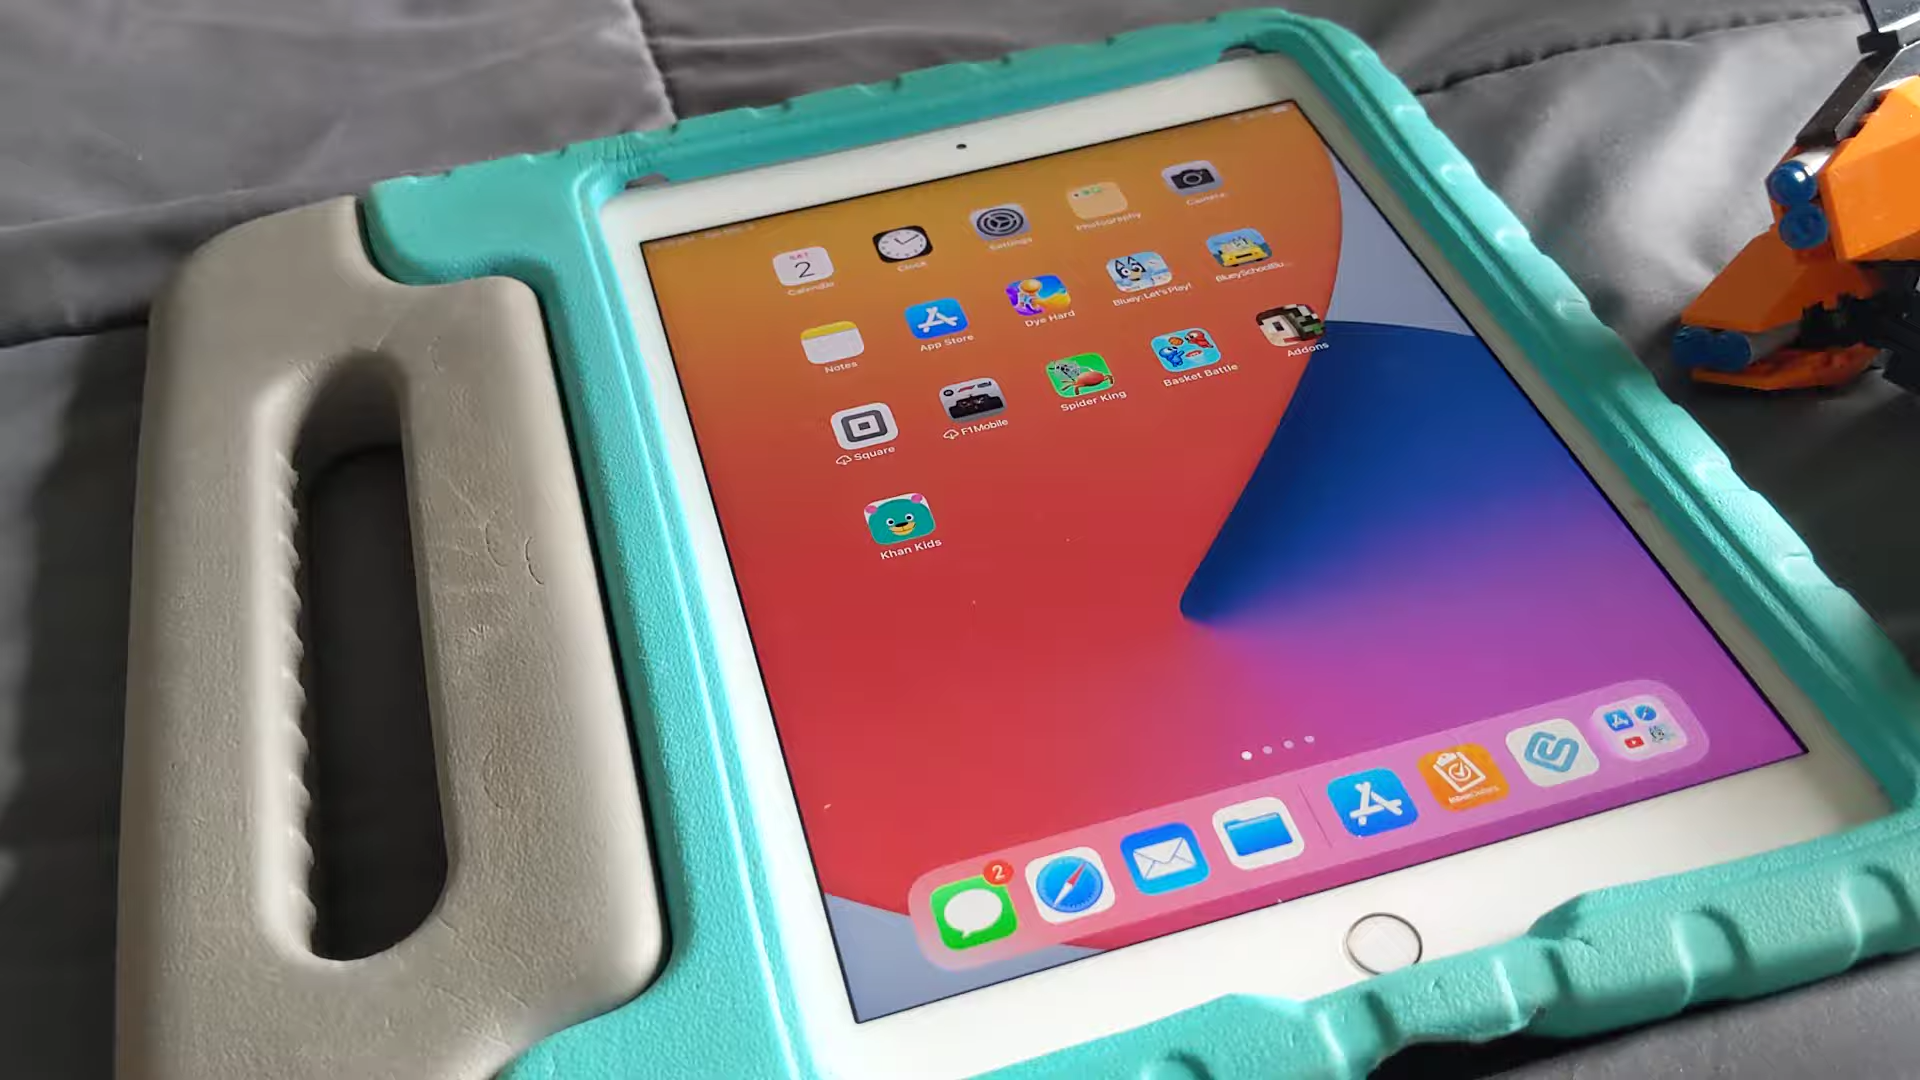 SAT
2
Calendar
Clock
Settings
Photography
Camera
Notes
App Store
Dye Hard
Bluey: Let's Play!
BlueySchoolBu...
Square
F1 Mobile
Spider King
Basket Battle
Addons
Khan Kids
2